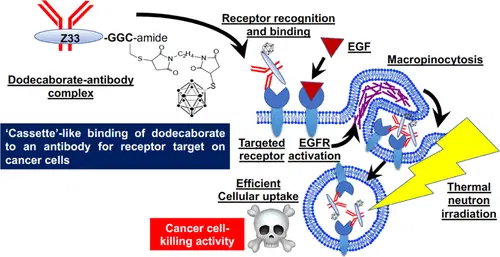 Z33
-GGC-amide
S
O
N
C₂H₄
N
O
O
O
S
Dodecaborate-antibody
complex
'Cassette'-like binding of dodecaborate
to an antibody for receptor target on
cancer cells
Receptor recognition
and binding
EGF
Macropinocytosis
Targeted
receptor
EGFR
activation
Efficient
Cellular uptake
Thermal
neutron
irradiation
Cancer cell-
killing activity